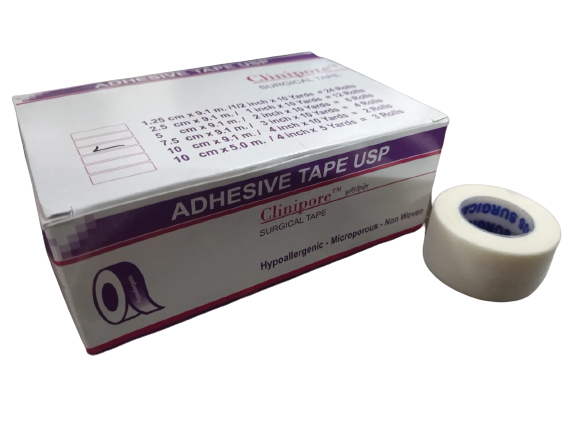 ADHESIVE TAPE USP
Clinipore
SURGICAL TAPE
1.25 cm x 9.1 m. /1/2 inch x 10 Yards = 24 Rolls
2.5 cm x 9.1 m. / 1 inch x 10 Yards = 12 Rolls
5 cm x 9.1 m. / 2 inch x 10 Yards = 6 Rolls
7.5 cm x 9.1 m. / 3 inch x 10 Yards = 4 Rolls
10 cm x 9.1 m. / 4 inch x 10 Yards = 2 Rolls
10 cm x 5.0 m. / 4 inch x 5 Yards = 3 Rolls
ADHESIVE TAPE USP
Clinipore™
SURGICAL TAPE
Hypoallergenic - Microporous - Non Woven
SURGICA